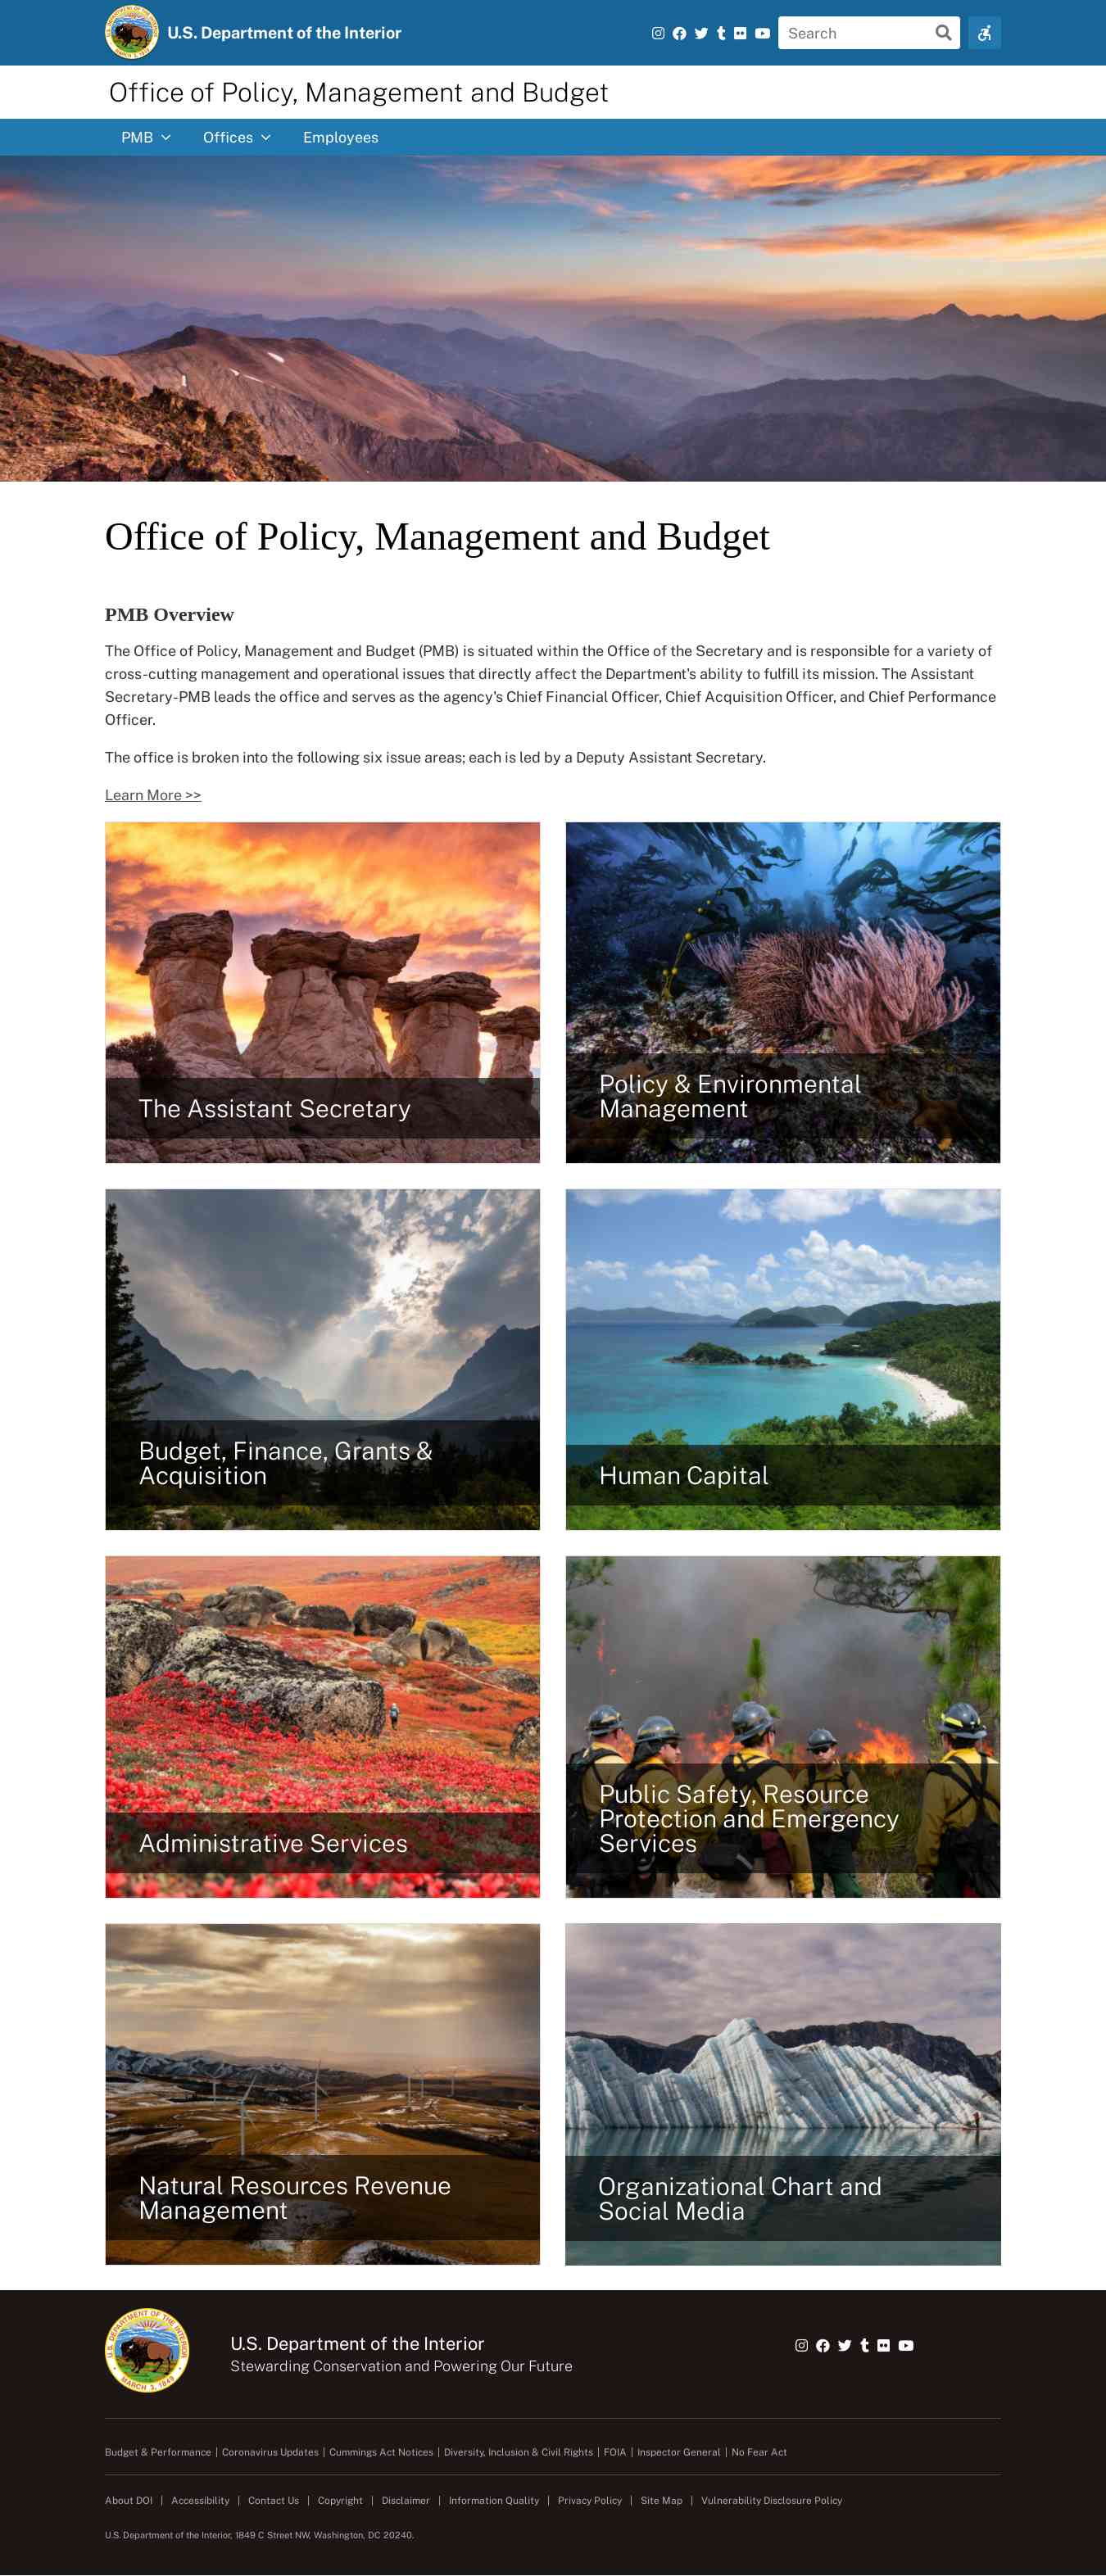 U.S. Department of the Interior
Search
Office of Policy, Management and Budget
PMB Offices Employees
Office of Policy, Management and Budget
PMB Overview
The Office of Policy, Management and Budget (PMB) is situated within the Office of the Secretary and is responsible for a variety of
cross-cutting management and operational issues that directly affect the Department's ability to fulfill its mission. The Assistant
Secretary-PMB leads the office and serves as the agency's Chief Financial Officer, Chief Acquisition Officer, and Chief Performance
Officer.
The office is broken into the following six issue areas; each is led by a Deputy Assistant Secretary.
Learn More >>
The Assistant Secretary
Policy & Environmental
Management
Budget, Finance, Grants &
Acquisition
Human Capital
Administrative Services
Public Safety, Resource
Protection and Emergency
Services
Natural Resources Revenue
Management
Organizational Chart and
Social Media
U.S. DEPARTMENT OF THE INTERIOR
MARCH 3, 1849
U.S. Department of the Interior
Stewarding Conservation and Powering Our Future
Budget & Performance | Coronavirus Updates | Cummings Act Notices | Diversity, Inclusion & Civil Rights | FOIA | Inspector General | No Fear Act
About DOI | Accessibility | Contact Us | Copyright | Disclaimer | Information Quality | Privacy Policy | Site Map | Vulnerability Disclosure Policy
U.S. Department of the Interior, 1849 C Street NW, Washington, DC 20240.